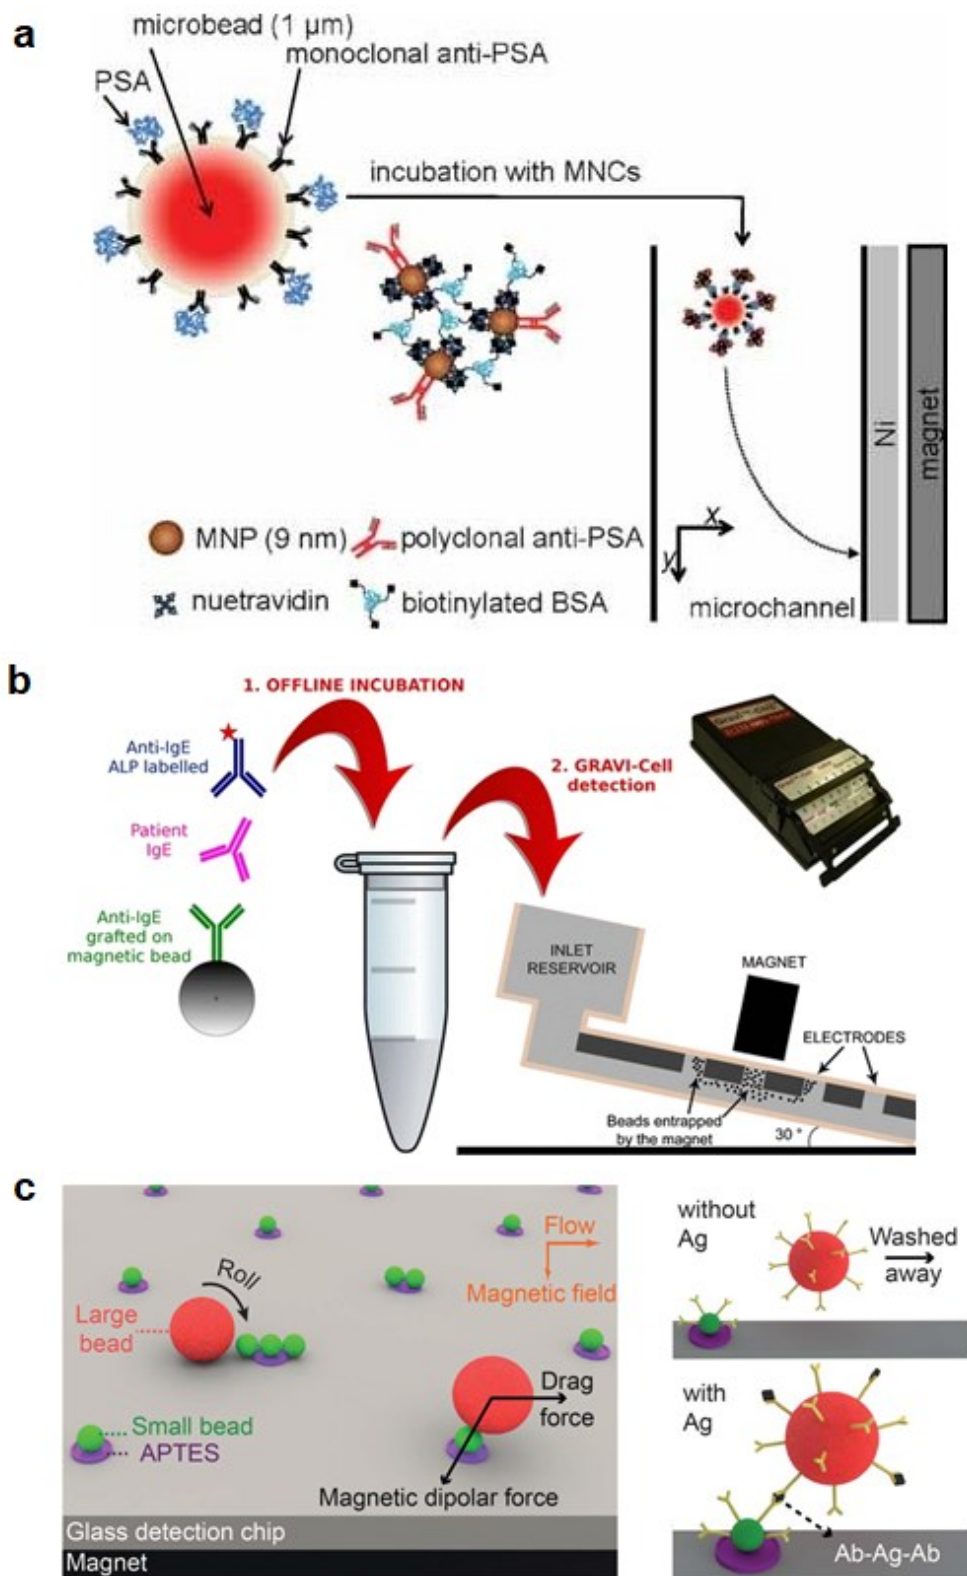 a
microbead (1 µm)
monoclonal anti-PSA
PSA
incubation with MNCs
Ni
magnet
x
y
microchannel
MNP (9 nm)
polyclonal anti-PSA
nuetravidin
biotinylated BSA
b
1. OFFLINE INCUBATION
Anti-IgE
ALP labelled
Patient
IgE
Anti-IgE
grafted on
magnetic bead
2. GRAVI-Cell
detection
INLET
RESERVOIR
MAGNET
ELECTRODES
Beads entrapped
by the magnet
30 °
c
Flow
Magnetic field
Roll
Large
bead
Small bead
APTES
Drag
force
Magnetic dipolar force
Glass detection chip
Magnet
without
Ag
Washed
away
with
Ag
Ab-Ag-Ab